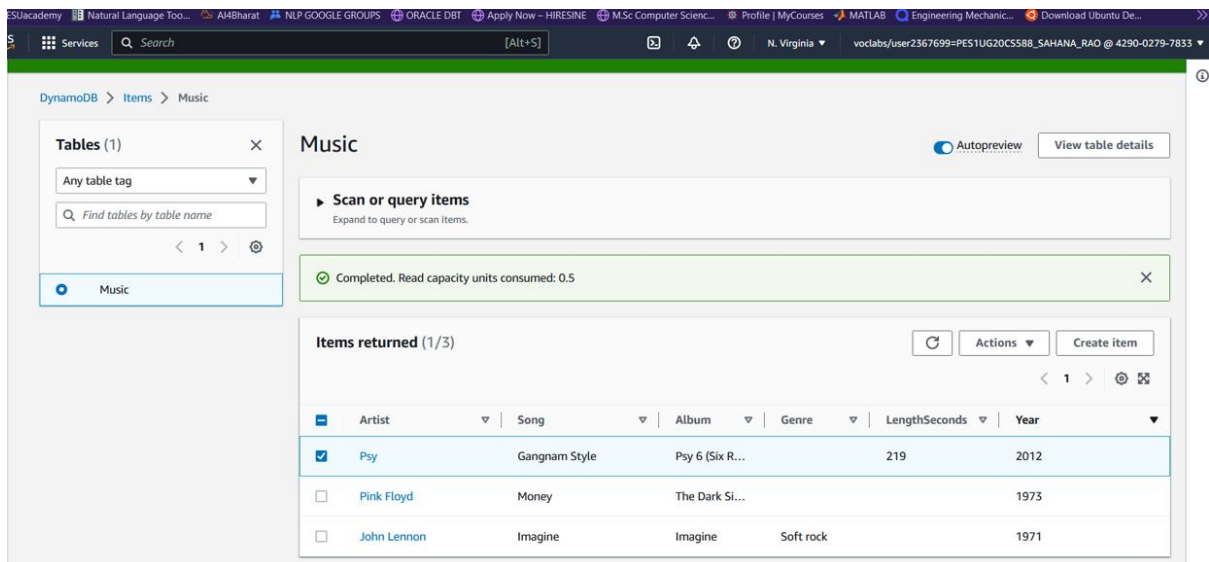 ESUacademy Natural Language Too... AI4Bharat NLP GOOGLE GROUPS ORACLE DBT Apply Now – HIRESINE M.Sc Computer Scienc... Profile | MyCourses MATLAB Engineering Mechanic... Download Ubuntu De...
Services Search [Alt+S] N. Virginia voclabs/user2367699=PES1UG20CS588_SAHANA_RAO @ 4290-0279-7833
DynamoDB > Items > Music
Tables (1)
Any table tag
Find tables by table name
1
Music
Music
Autopreview View table details
Scan or query items
Expand to query or scan items.
Completed. Read capacity units consumed: 0.5
Items returned (1/3)
Actions Create item
1
Artist Song Album Genre LengthSeconds Year
Psy Gangnam Style Psy 6 (Six R... 219 2012
Pink Floyd Money The Dark Si... 1973
John Lennon Imagine Imagine Soft rock 1971